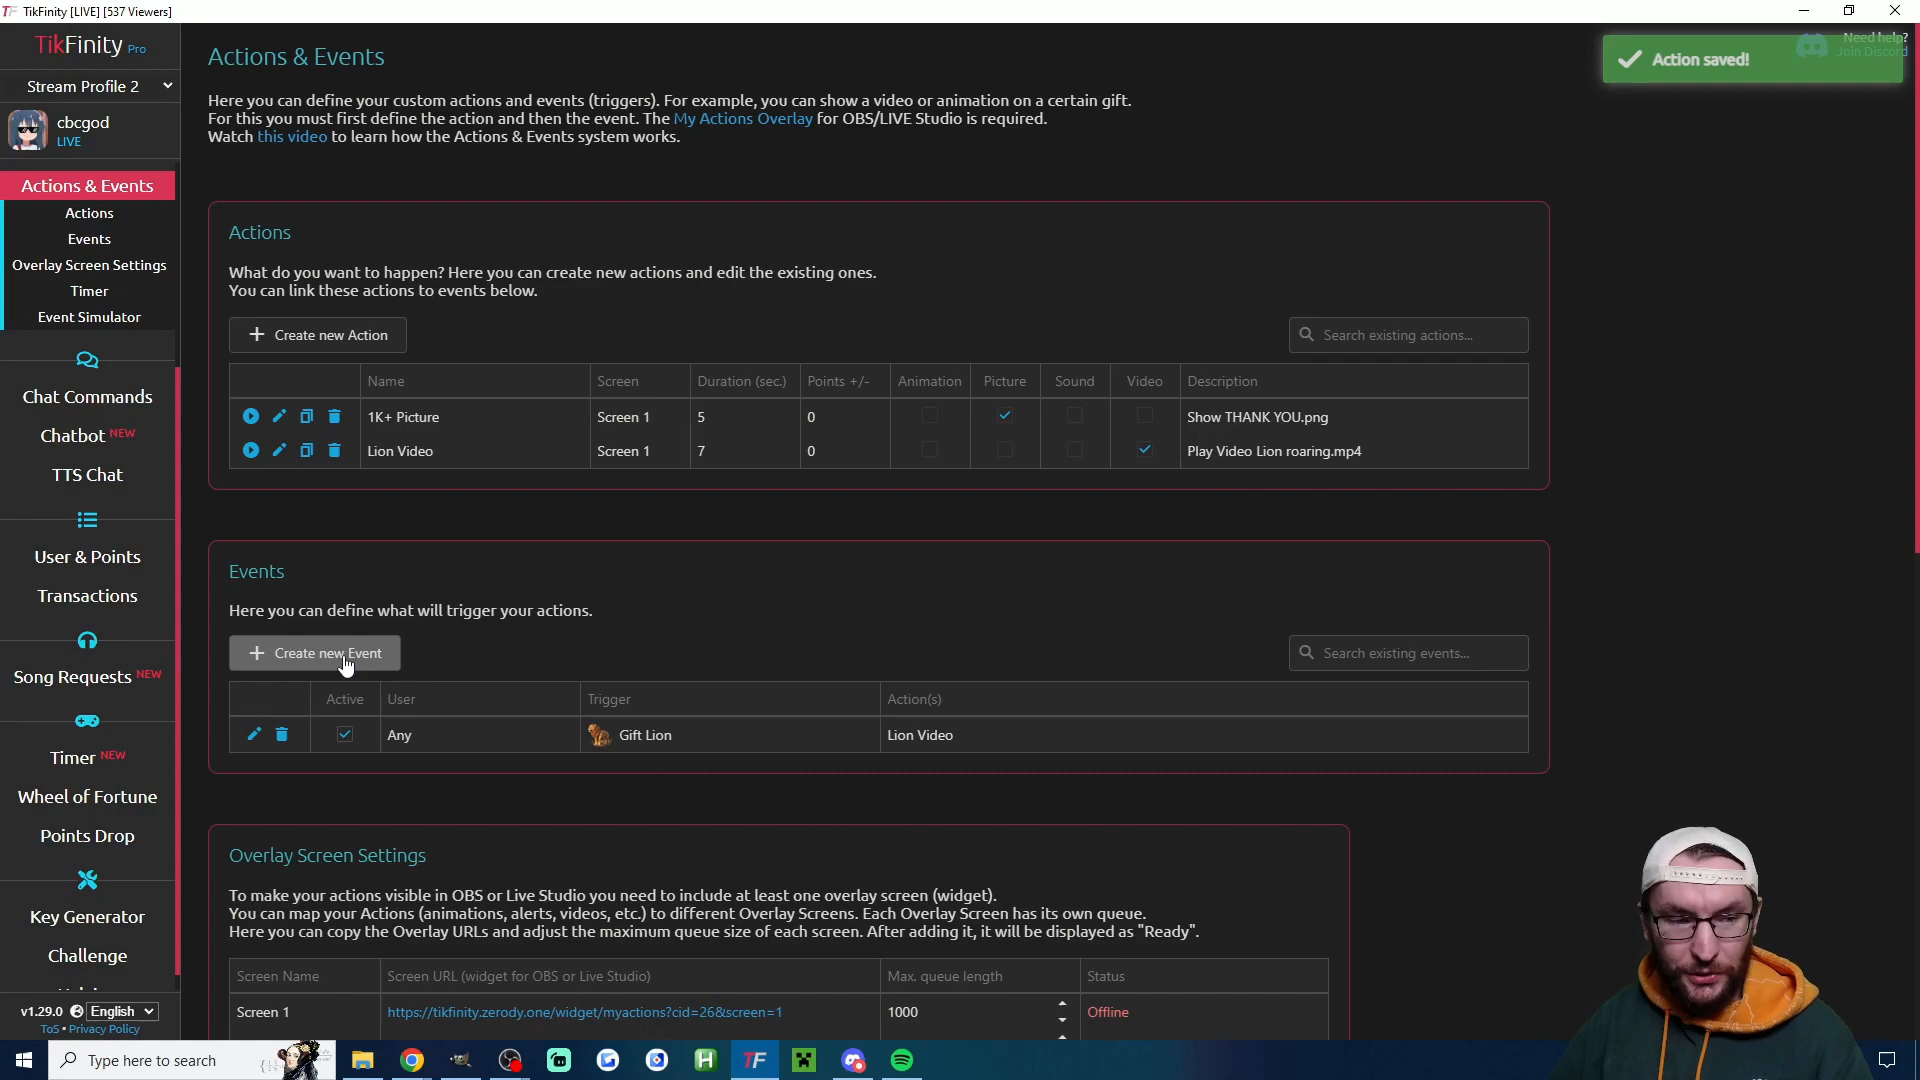 TikFinity [LIVE] [537 Viewers]
TikFinity Pro
Stream Profile 2
cbcgod
LIVE
Actions & Events
Actions
Events
Overlay Screen Settings
Timer
Event Simulator
Chat Commands
Chatbot NEW
TTS Chat
User & Points
Transactions
Song Requests NEW
Timer NEW
Wheel of Fortune
Points Drop
Key Generator
Challenge
v1.29.0 English
ToS • Privacy Policy
Actions & Events
Need help?
Join Discord
Action saved!
Here you can define your custom actions and events (triggers). For example, you can show a video or animation on a certain gift.
For this you must first define the action and then the event. The My Actions Overlay for OBS/LIVE Studio is required.
Watch this video to learn how the Actions & Events system works.
Actions
What do you want to happen? Here you can create new actions and edit the existing ones.
You can link these actions to events below.
Create new Action
Search existing actions...
Name Screen Duration (sec.) Points +/- Animation Picture Sound Video Description
1K+ Picture Screen 1 5 0 Show THANK YOU.png
Lion Video Screen 1 7 0 Play Video Lion roaring.mp4
Events
Here you can define what will trigger your actions.
Create new Event
Search existing events...
Active User Trigger Action(s)
Any Gift Lion Lion Video
Overlay Screen Settings
To make your actions visible in OBS or Live Studio you need to include at least one overlay screen (widget).
You can map your Actions (animations, alerts, videos, etc.) to different Overlay Screens. Each Overlay Screen has its own queue.
Here you can copy the Overlay URLs and adjust the maximum queue size of each screen. After adding it, it will be displayed as "Ready".
Screen Name Screen URL (widget for OBS or Live Studio) Max. queue length Status
Screen 1 https://tikfinity.zerody.one/widget/myactions?cid=26&screen=1 1000 Offline
Type here to search